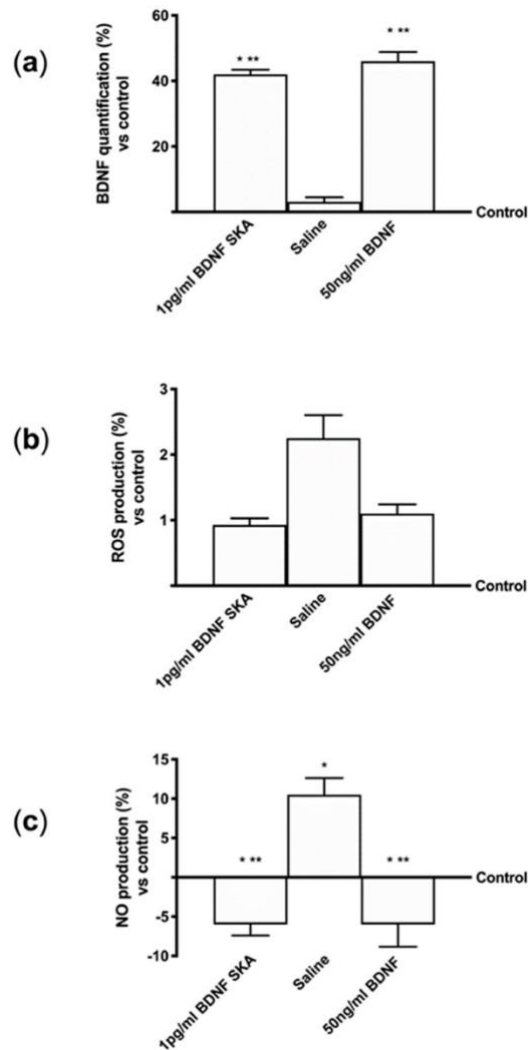 (a)
BDNF quantification (%)
vs control
60
* **
* **
40
20
Control
1pg/ml BDNF SKA
Saline
50ng/ml BDNF
(b)
ROS production (%)
vs control
3
2
1
Control
1pg/ml BDNF SKA
Saline
50ng/ml BDNF
(c)
NO production (%)
vs control
15
*
10
5
* **
* **
Control
-5
-10
1pg/ml BDNF SKA
Saline
50ng/ml BDNF